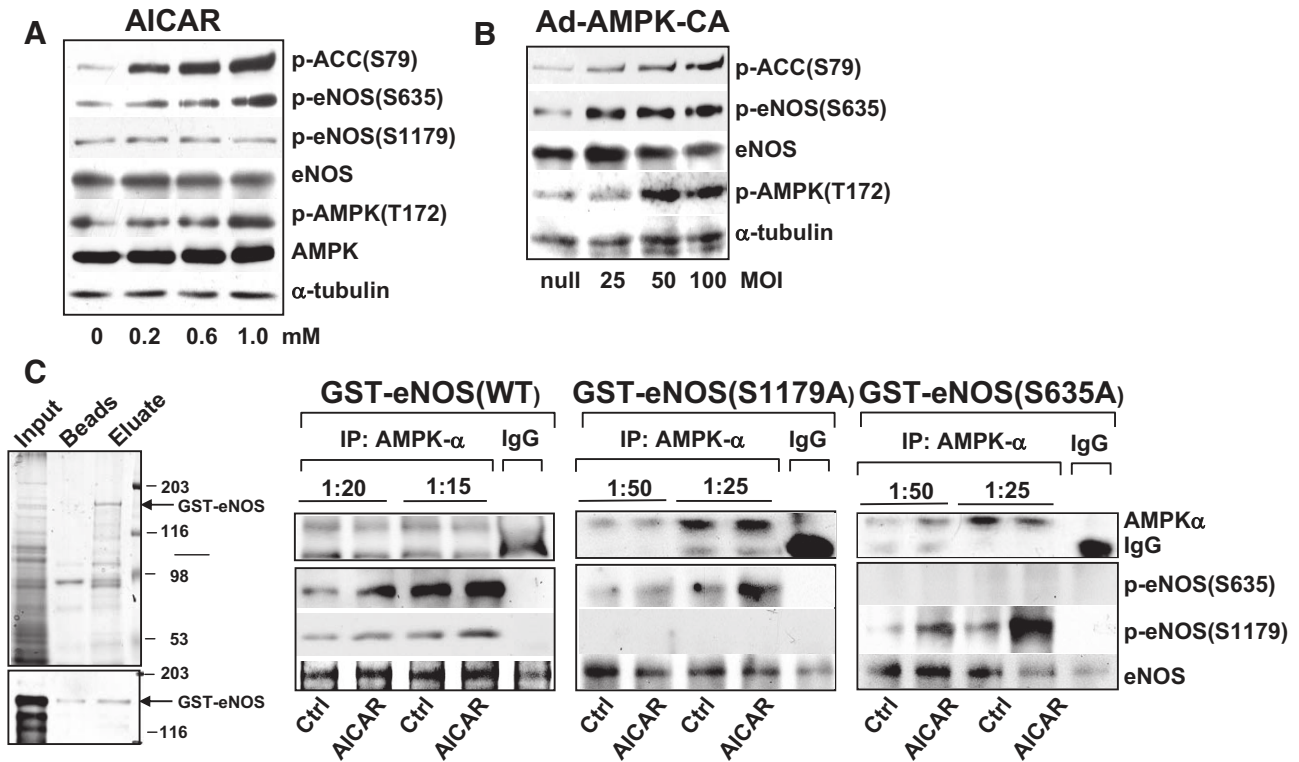 A
AICAR
p-ACC(S79)
p-eNOS(S635)
p-eNOS(S1179)
eNOS
p-AMPK(T172)
AMPK
α-tubulin
0 0.2 0.6 1.0 mM
B
Ad-AMPK-CA
p-ACC(S79)
p-eNOS(S635)
eNOS
p-AMPK(T172)
α-tubulin
null 25 50 100 MOI
C
Input Beads Eluate
203
GST-eNOS
116
98
53
203
GST-eNOS
116
GST-eNOS(WT)
IP: AMPK-α IgG
1:20 1:15
Ctrl AICAR Ctrl AICAR
GST-eNOS(S1179A)
IP: AMPK-α IgG
1:50 1:25
Ctrl AICAR Ctrl AICAR
GST-eNOS(S635A)
IP: AMPK-α IgG
1:50 1:25
AMPKα
IgG
p-eNOS(S635)
p-eNOS(S1179)
eNOS
Ctrl AICAR Ctrl AICAR